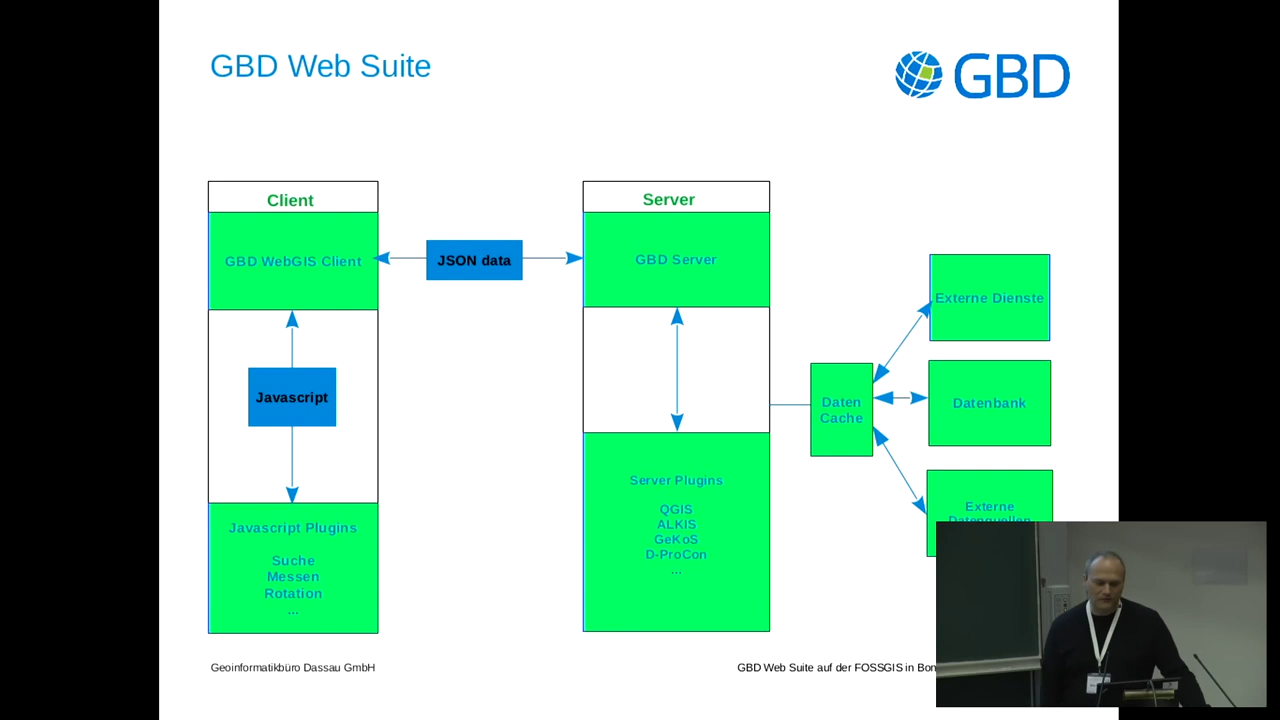 GBD Web Suite
GBD
Client
Server
GBD WebGIS Client
JSON data
GBD Server
Externe Dienste
Javascript
Daten
Cache
Datenbank
Server Plugins
QGIS
ALKIS
GeKoS
D-ProCon
...
Externe
Datenquellen
Javascript Plugins
Suche
Messen
Rotation
...
Geoinformatikbüro Dassau GmbH
GBD Web Suite auf der FOSSGIS in Bon